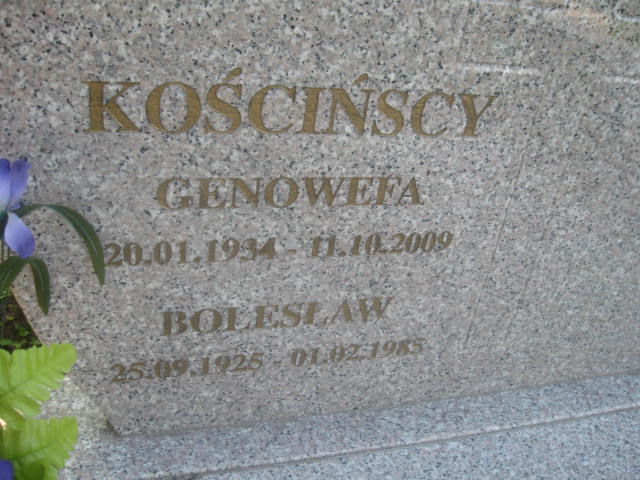 KOŚCIŃSCY
GENOWEFA
20.01.1934 - 11.10.2009
BOLESŁAW
25.09.1925 - 01.02.1985